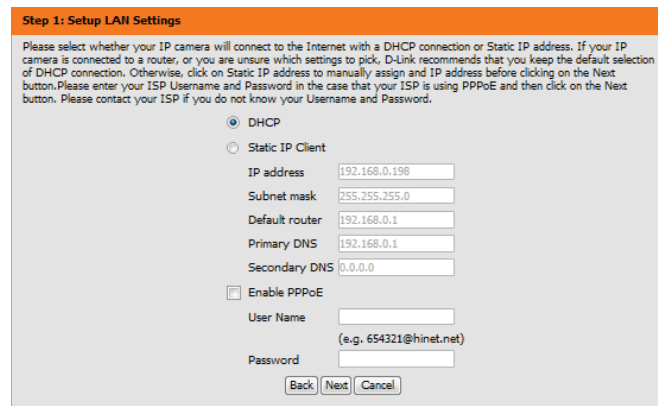 Step 1: Setup LAN Settings
Please select whether your IP camera will connect to the Internet with a DHCP connection or Static IP address. If your IP
camera is connected to a router, or you are unsure which settings to pick, D-Link recommends that you keep the default selection
of DHCP connection. Otherwise, click on Static IP address to manually assign and IP address before clicking on the Next
button.Please enter your ISP Username and Password in the case that your ISP is using PPPoE and then click on the Next
button. Please contact your ISP if you do not know your Username and Password.
DHCP
Static IP Client
IP address 192.168.0.198
Subnet mask 255.255.255.0
Default router 192.168.0.1
Primary DNS 192.168.0.1
Secondary DNS 0.0.0.0
Enable PPPoE
User Name
(e.g. 654321@hinet.net)
Password
Back Next Cancel